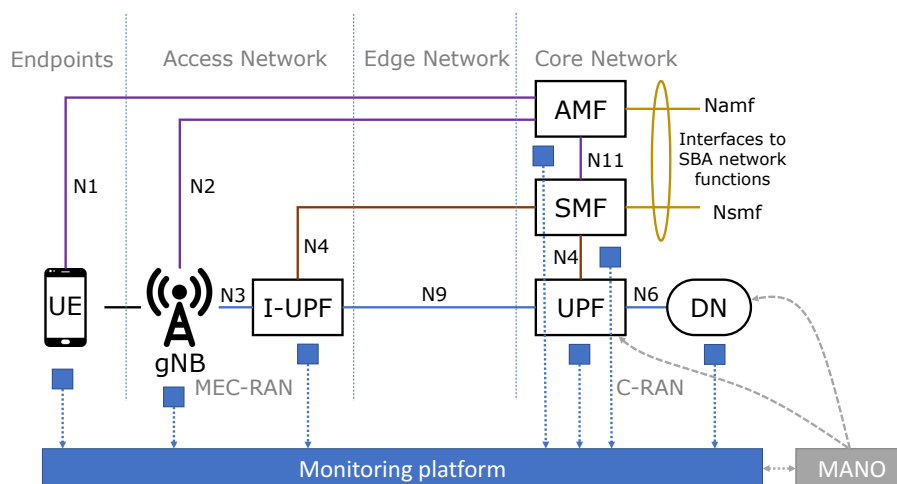 Endpoints
Access Network
Edge Network
Core Network
AMF
Namf
N1
N2
N11
Interfaces to
SBA network
functions
SMF
Nsmf
N4
N4
UE
gNB
N3
I-UPF
N9
UPF
N6
DN
MEC-RAN
C-RAN
Monitoring platform
MANO